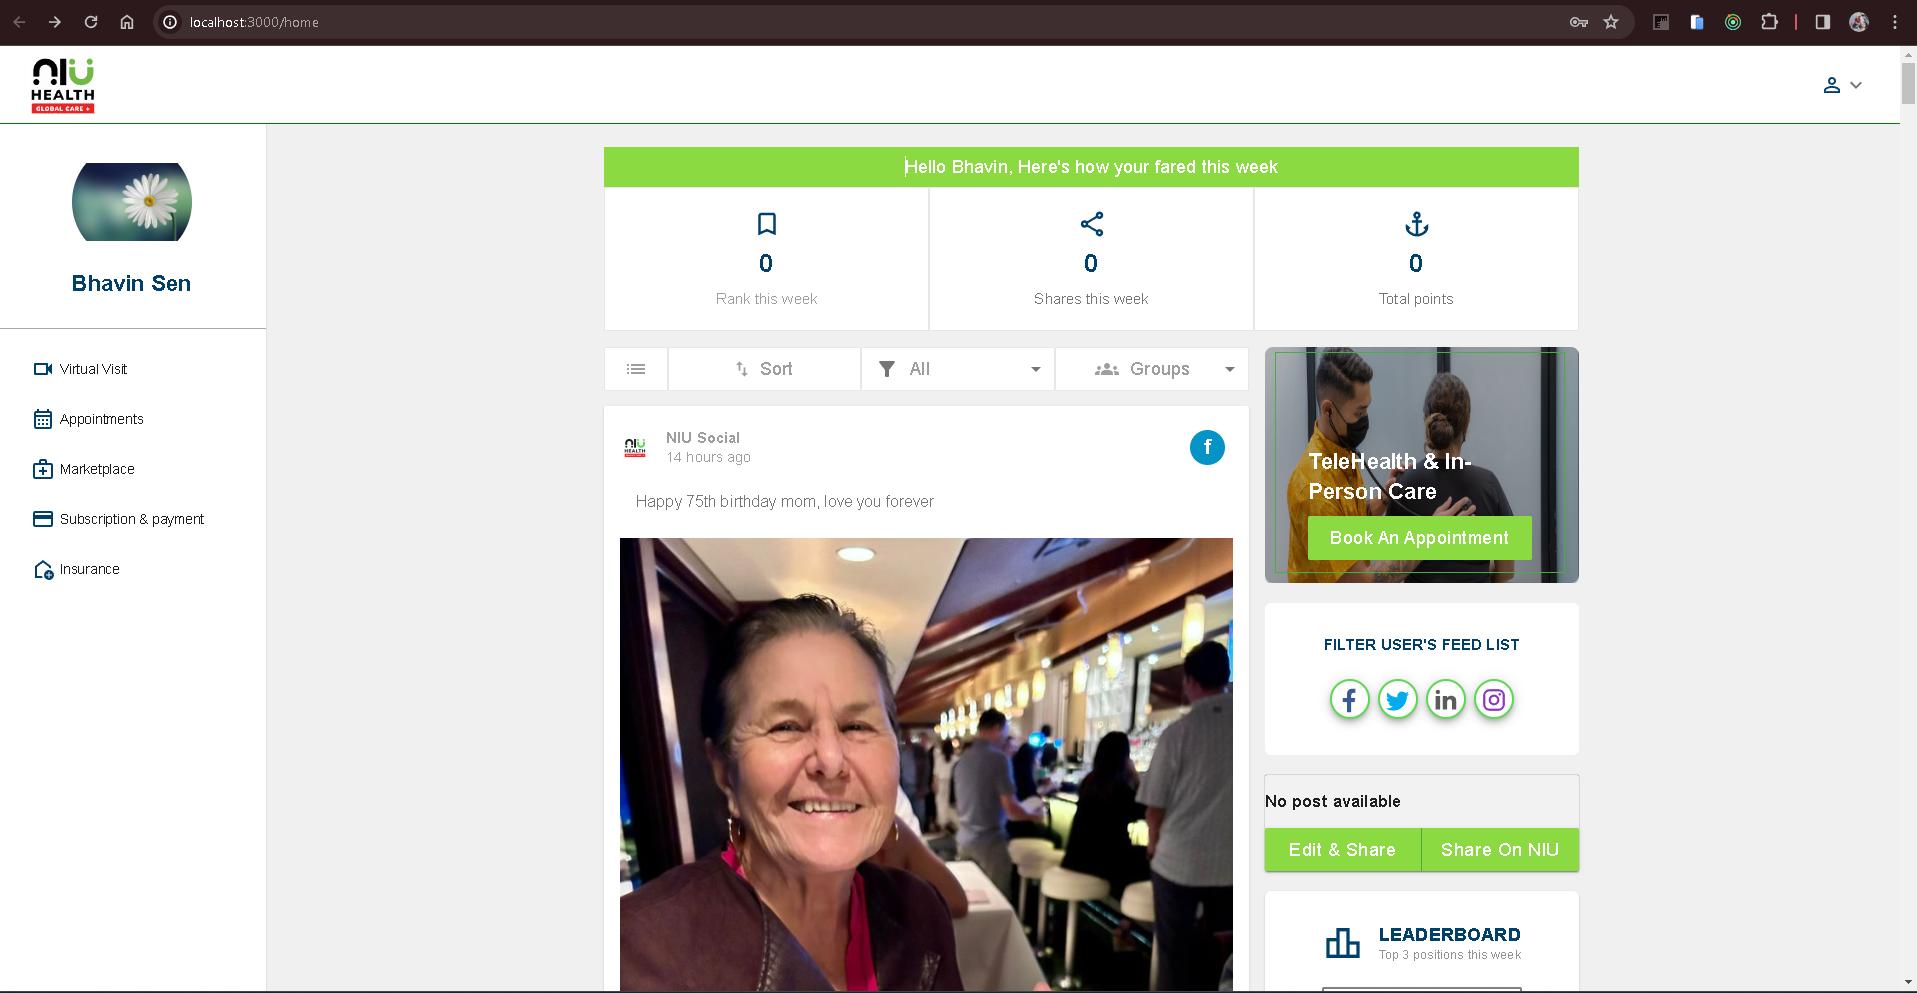 localhost:3000/home
NIU
HEALTH
GLOBAL CARE +
Hello Bhavin, Here's how your fared this week
Bhavin Sen
0
Rank this week
0
Shares this week
0
Total points
Virtual Visit
Appointments
Marketplace
Subscription & payment
Insurance
Sort
All
Groups
NIU
HEALTH
NIU Social
14 hours ago
f
Happy 75th birthday mom, love you forever
TeleHealth & In-
Person Care
Book An Appointment
FILTER USER'S FEED LIST
f
in
No post available
Edit & Share
Share On NIU
LEADERBOARD
Top 3 positions this week